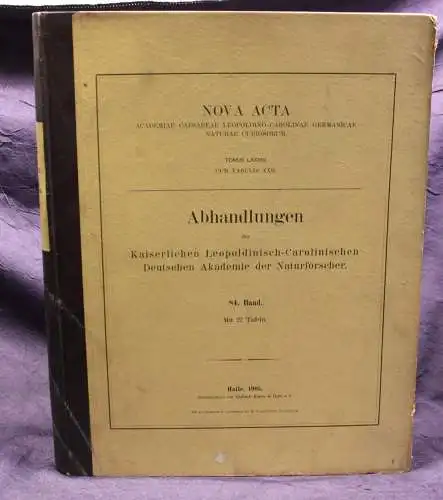 NOVA ACTA
ACADEMIAE CAESAREAE LEOPOLDINO-CAROLINAE GERMANICAE
NATURAE CURIOSORUM.
TOMUS
CUM TABULIS XXII.
Abhandlungen
der
Kaiserlichen Leopoldinisch-Carolinischen
Deutschen Akademie der Naturforscher.
84. Band.
Mit 22 Tafeln.
Halle, 1905.